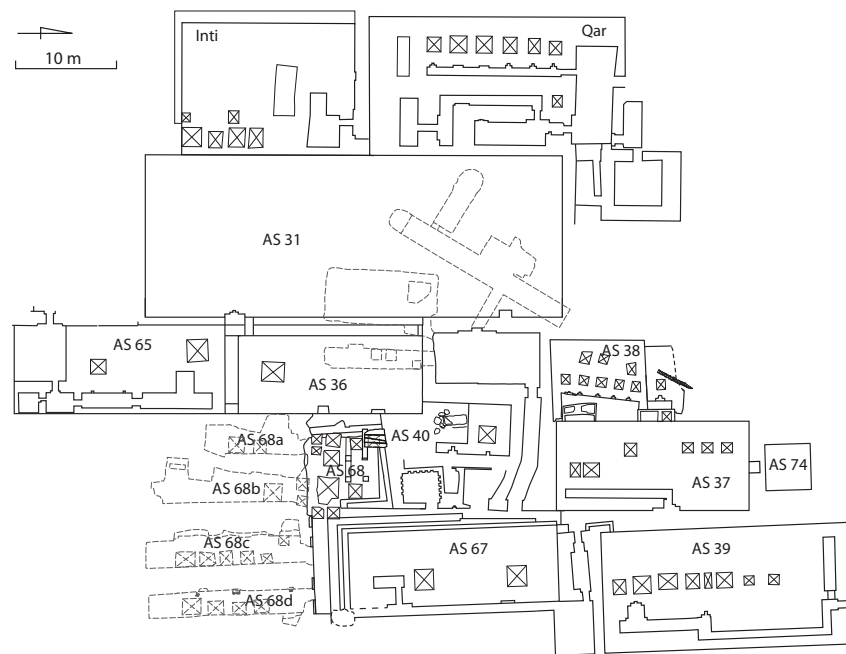 Inti
Qar
10 m
AS 31
AS 65
AS 38
AS 36
AS 68a
AS 40
AS 68
AS 37
AS 74
AS 68b
AS 68c
AS 67
AS 39
AS 68d